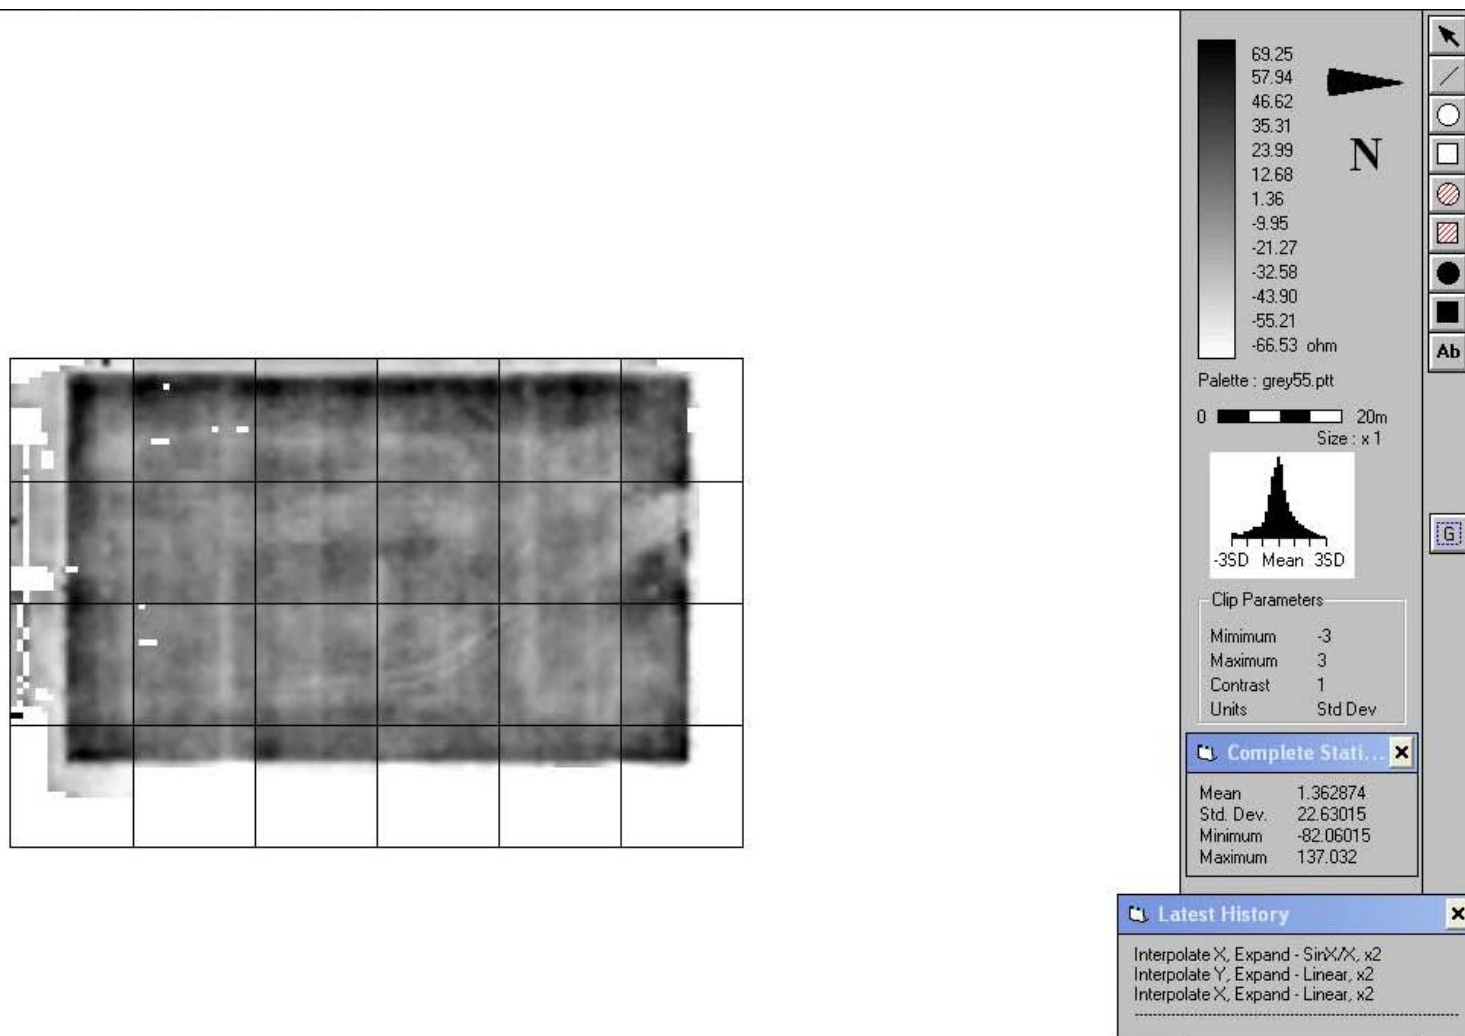 69.25
57.94
46.62
35.31
23.99
12.68
1.36
-9.95
-21.27
-32.58
-43.90
-55.21
-66.53 ohm
N
Palette : grey55.ptt
0 20m
Size : x 1
-3SD Mean 3SD
Clip Parameters
Mimimum -3
Maximum 3
Contrast 1
Units Std Dev
Complete Stati...
Mean 1.362874
Std. Dev. 22.63015
Minimum -82.06015
Maximum 137.032
Latest History
Interpolate X, Expand - SinX/X, x2
Interpolate Y, Expand - Linear, x2
Interpolate X, Expand - Linear, x2
Ab
G